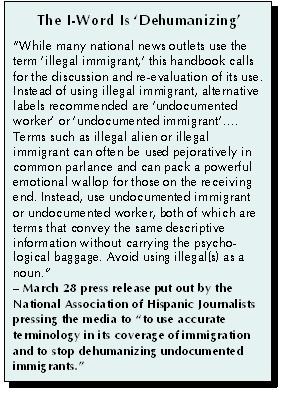 The I-Word Is ‘Dehumanizing’
“While many national news outlets use the
term ‘illegal immigrant,’ this handbook calls
for the discussion and re-evaluation of its use.
Instead of using illegal immigrant, alternative
labels recommended are ‘undocumented
worker’ or ‘undocumented immigrant’....
Terms such as illegal alien or illegal
immigrant can often be used pejoratively in
common parlance and can pack a powerful
emotional wallop for those on the receiving
end. Instead, use undocumented immigrant
or undocumented worker, both of which are
terms that convey the same descriptive
information without carrying the psycho-
logical baggage. Avoid using illegal(s) as a
noun.”
– March 28 press release put out by the
National Association of Hispanic Journalists
pressing the media to “to use accurate
terminology in its coverage of immigration
and to stop dehumanizing undocumented
immigrants.”